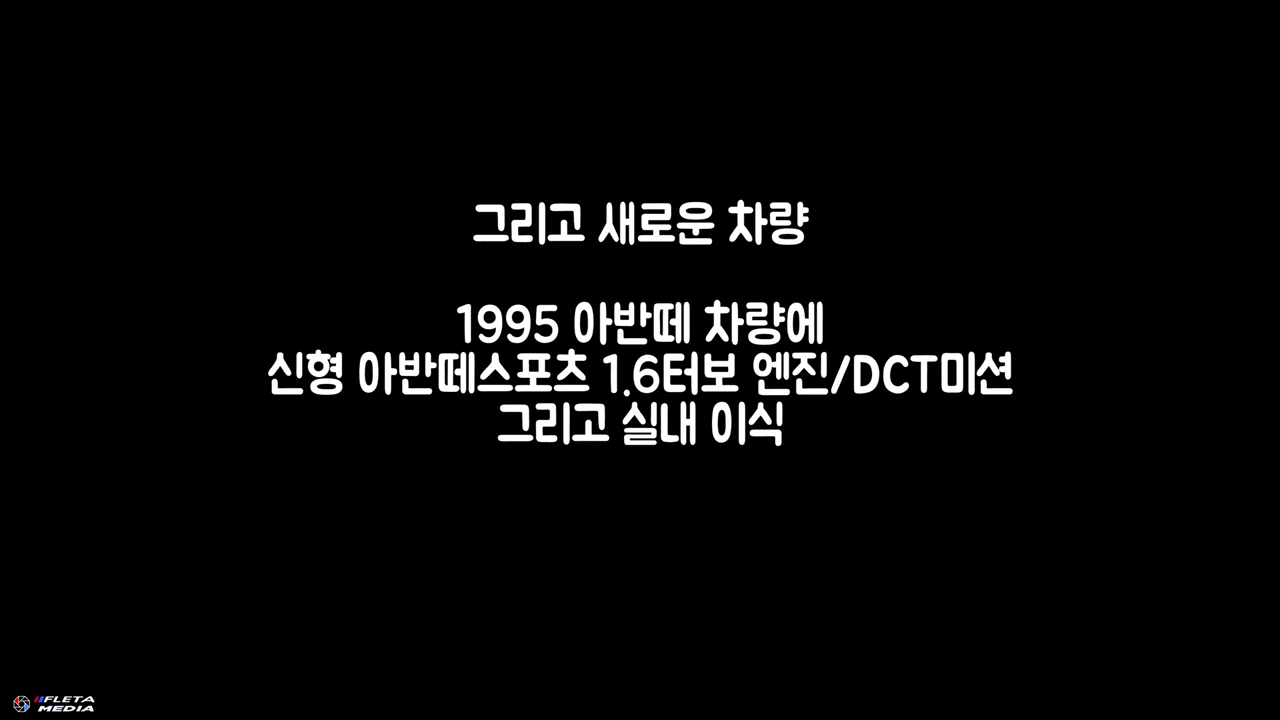 그리고 새로운 차량
1995 아반떼 차량에
신형 아반떼스포츠 1.6터보 엔진/DCT미션
그리고 실내 이식
FLETA
MEDIA